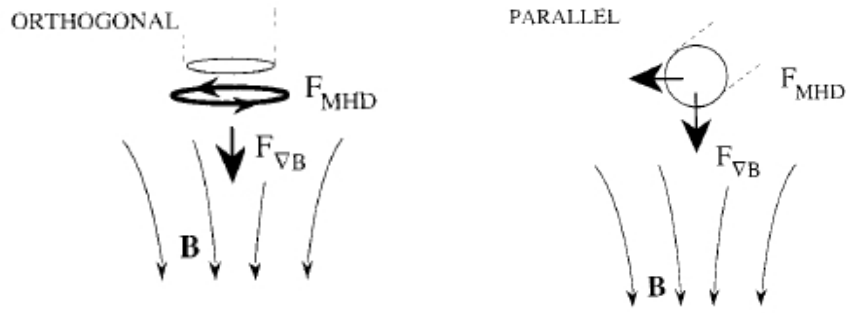 ORTHOGONAL
F_MHD
F_∇B
B
PARALLEL
F_MHD
F_∇B
B